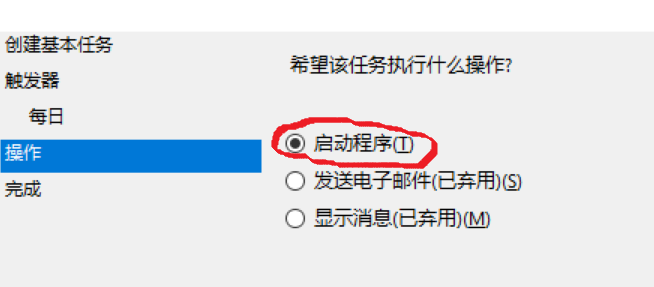 创建基本任务
触发器
每日
操作
完成
希望该任务执行什么操作?
启动程序(T)
发送电子邮件(已弃用)(S)
显示消息(已弃用)(M)